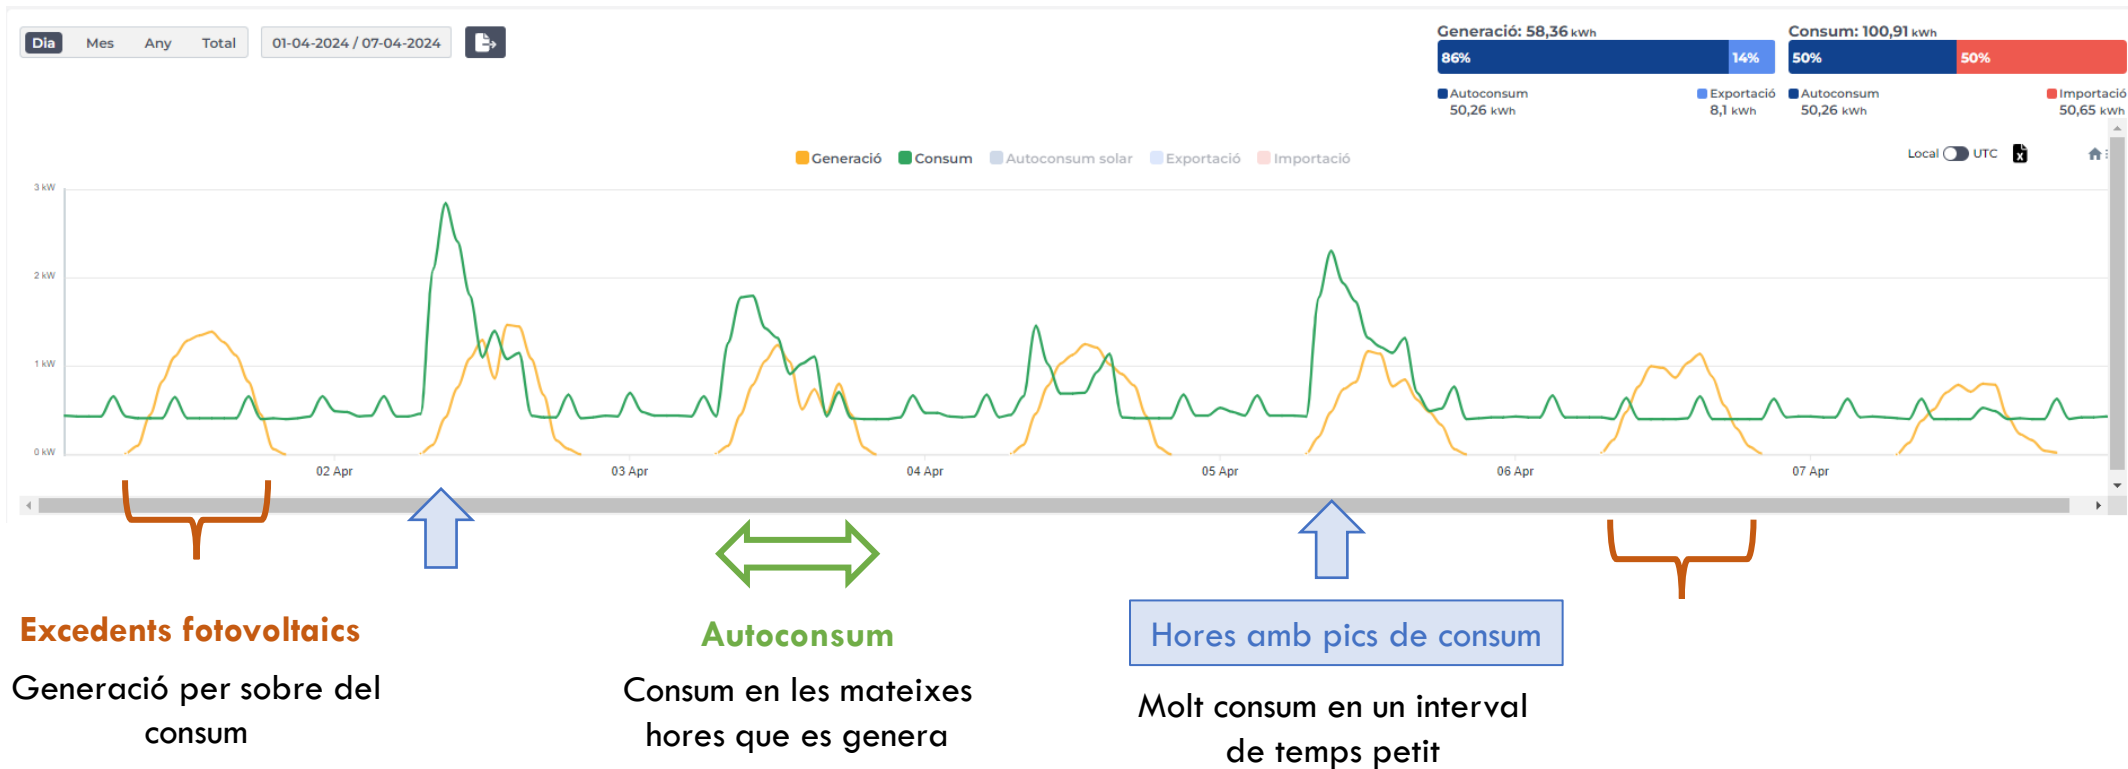 Dia Mes Any Total 01-04-2024 / 07-04-2024
Generació: 58,36 kWh
86% 14%
Autoconsum Exportació
50,26 kWh 8,1 kWh
Consum: 100,91 kWh
50% 50%
Autoconsum Importació
50,26 kWh 50,65 kWh
Generació Consum Autoconsum solar Exportació Importació
Local UTC
3 kW
2 kW
1 kW
0 kW
02 Apr 03 Apr 04 Apr 05 Apr 06 Apr 07 Apr
Excedents fotovoltaics
Generació per sobre del
consum
Autoconsum
Consum en les mateixes
hores que es genera
Hores amb pics de consum
Molt consum en un interval
de temps petit